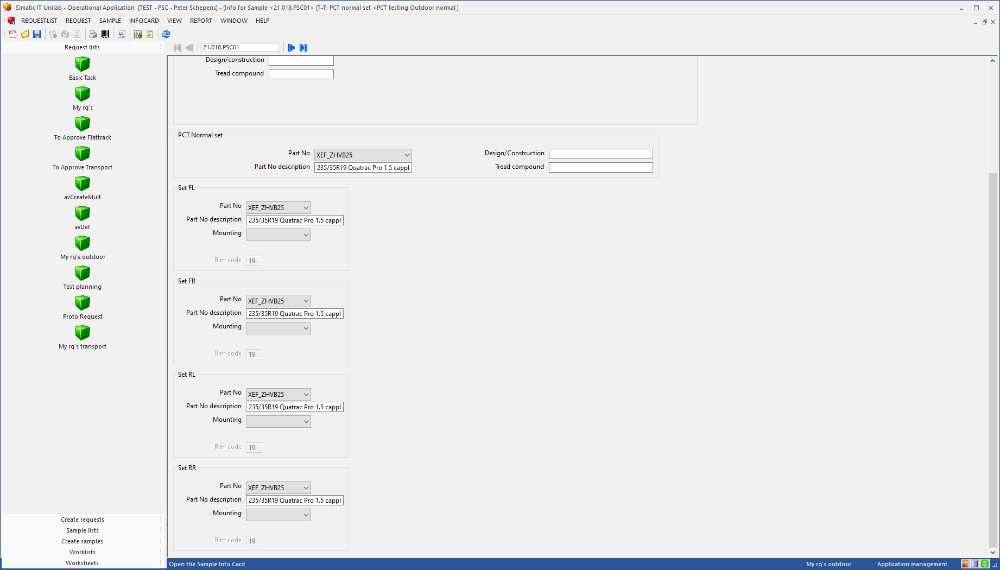 Simatic IT Unilab - Operational Application [TEST - PSC - Peter Schepens] - [Info for Sample <21.018.PSC01> [T-T: PCT normal set <PCT testing Outdoor normal ]
REQUESTLIST REQUEST SAMPLE INFOCARD VIEW REPORT WINDOW HELP
Request lists
21.018.PSC01
Basic Task
My rq's
To Approve Flattrack
To Approve Transport
avCreateMult
avDef
My rq's outdoor
Test planning
Proto Request
My rq's transport
Create requests
Sample lists
Create samples
Worklists
Worksheets
Design/construction
Tread compound
PCT Normal set
Part No XEF_ZHVB25 Design/Construction
Part No description 235/35R19 Quatrac Pro 1.5 cappl Tread compound
Set FL
Part No XEF_ZHVB25
Part No description 235/35R19 Quatrac Pro 1.5 cappl
Mounting
Rim code 19
Set FR
Part No XEF_ZHVB25
Part No description 235/35R19 Quatrac Pro 1.5 cappl
Mounting
Rim code 19
Set RL
Part No XEF_ZHVB25
Part No description 235/35R19 Quatrac Pro 1.5 cappl
Mounting
Rim code 19
Set RR
Part No XEF_ZHVB25
Part No description 235/35R19 Quatrac Pro 1.5 cappl
Mounting
Rim code 19
Open the Sample Info Card My rq's outdoor Application management